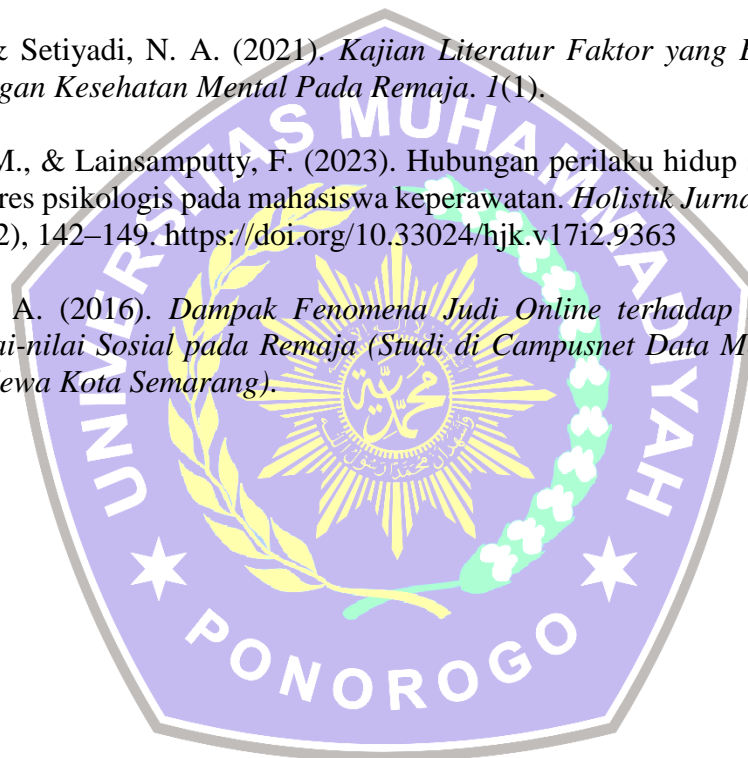 & Setiyadi, N. A. (2021). Kajian Literatur Faktor yang
gan Kesehatan Mental Pada Remaja. 1(1).
M., & Lainsamputty, F. (2023). Hubungan perilaku hidup
res psikologis pada mahasiswa keperawatan. Holistik Jurna
2), 142–149. https://doi.org/10.33024/hjk.v17i2.9363
A. (2016). Dampak Fenomena Judi Online terhadap
ai-nilai Sosial pada Remaja (Studi di Campusnet Data M
ewa Kota Semarang).
UNIVERSITAS MUHAMMADIYAH
PONOROGO